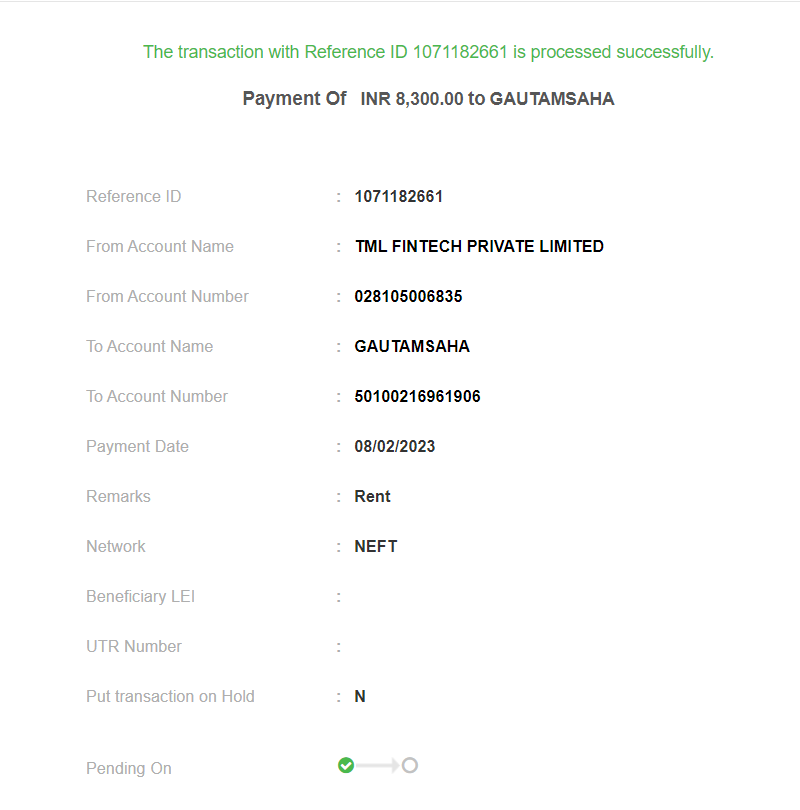 The transaction with Reference ID 1071182661 is processed successfully.
Payment Of INR 8,300.00 to GAUTAMSAHA
Reference ID : 1071182661
From Account Name : TML FINTECH PRIVATE LIMITED
From Account Number : 028105006835
To Account Name : GAUTAMSAHA
To Account Number : 50100216961906
Payment Date : 08/02/2023
Remarks : Rent
Network : NEFT
Beneficiary LEI :
UTR Number :
Put transaction on Hold : N
Pending On